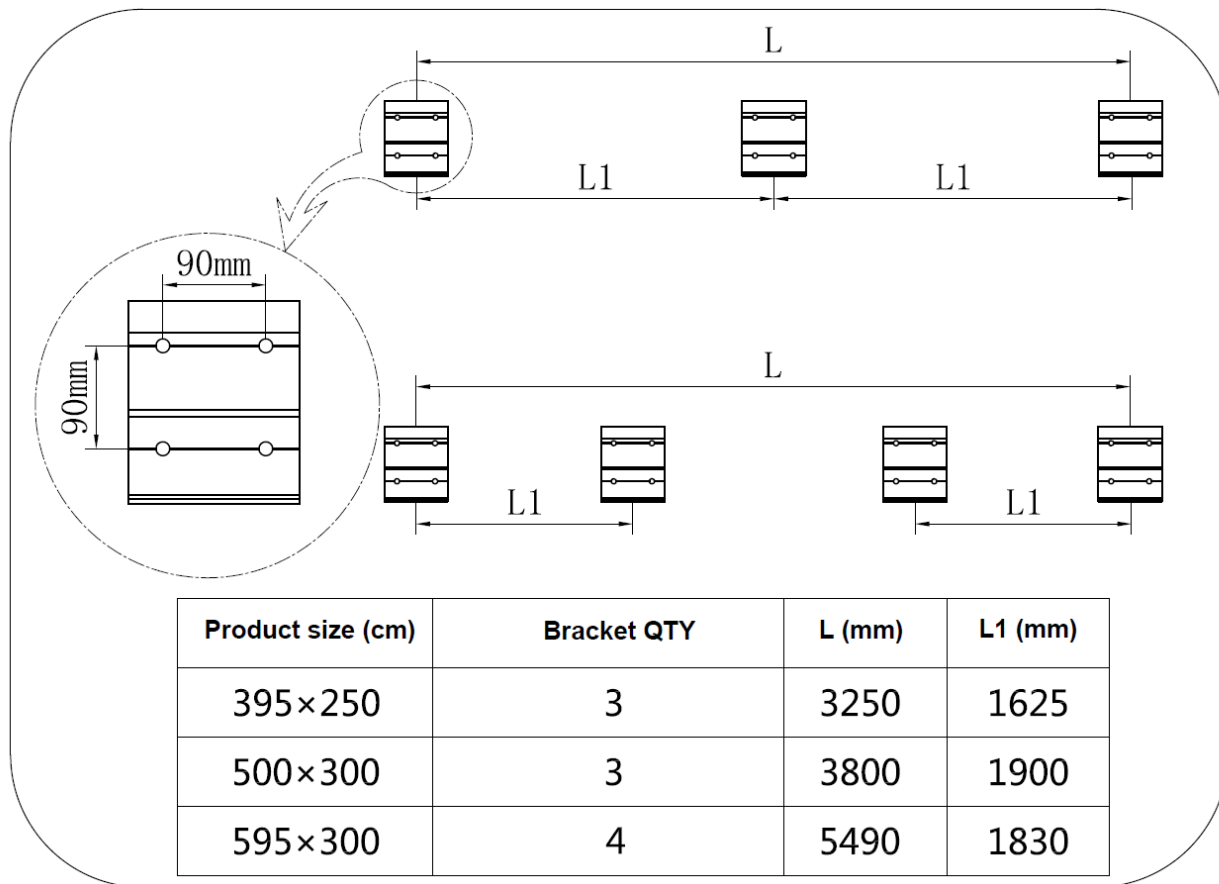 L
L1 L1
90mm
90mm
L
L1 L1
Product size (cm) Bracket QTY L (mm) L1 (mm)
395×250 3 3250 1625
500×300 3 3800 1900
595×300 4 5490 1830